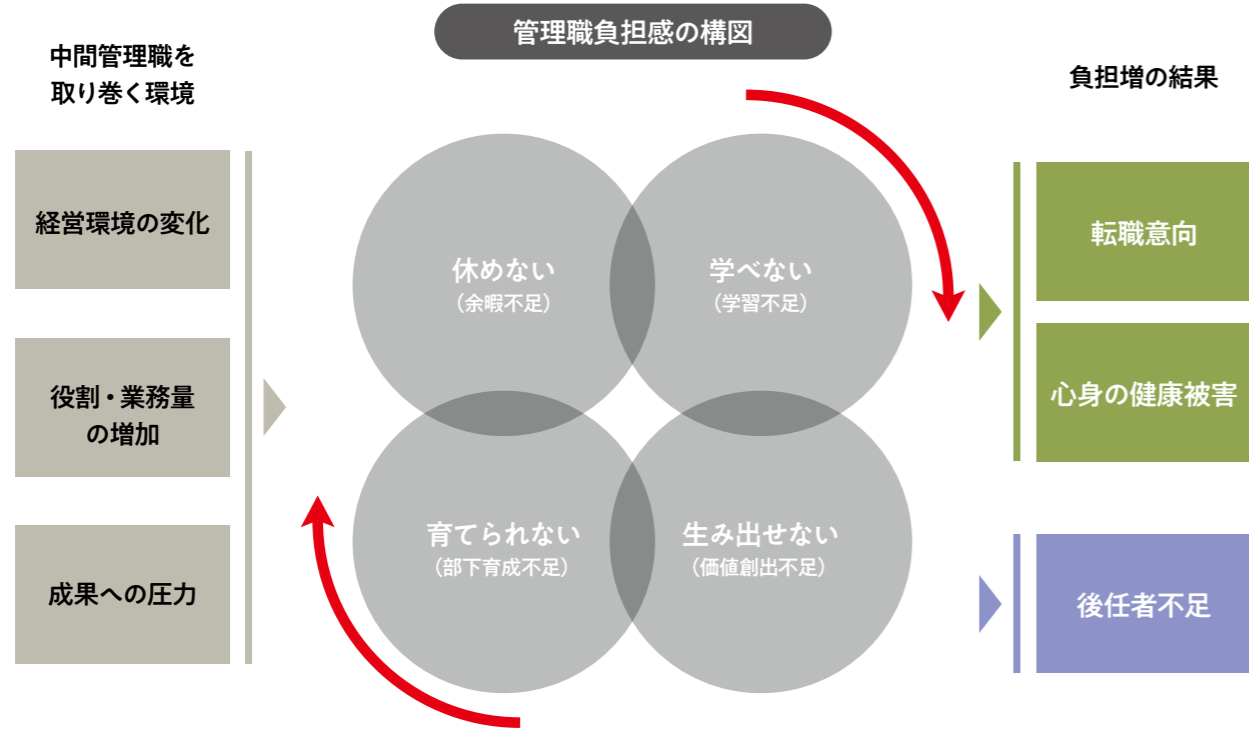 管理職負担感の構図
中間管理職を
取り巻く環境
経営環境の変化
役割・業務量
の増加
成果への圧力
休めない
（余暇不足）
学べない
（学習不足）
育てられない
（部下育成不足）
生み出せない
（価値創出不足）
負担増の結果
転職意向
心身の健康被害
後任者不足